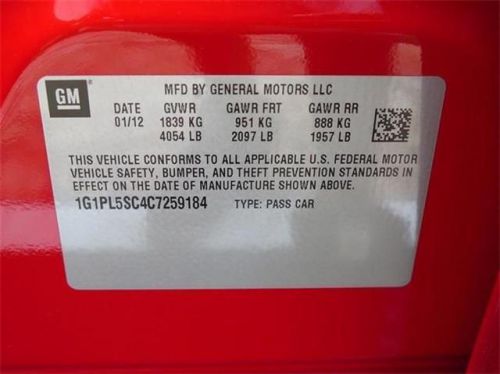 GM
MFD BY GENERAL MOTORS LLC
DATE GVWR GAWR FRT GAWR RR
01/12 1839 KG 951 KG 888 KG
4054 LB 2097 LB 1957 LB
THIS VEHICLE CONFORMS TO ALL APPLICABLE U.S. FEDERAL MOTOR
VEHICLE SAFETY, BUMPER, AND THEFT PREVENTION STANDARDS IN
EFFECT ON THE DATE OF MANUFACTURE SHOWN ABOVE.
1G1PL5SC4C7259184 TYPE: PASS CAR